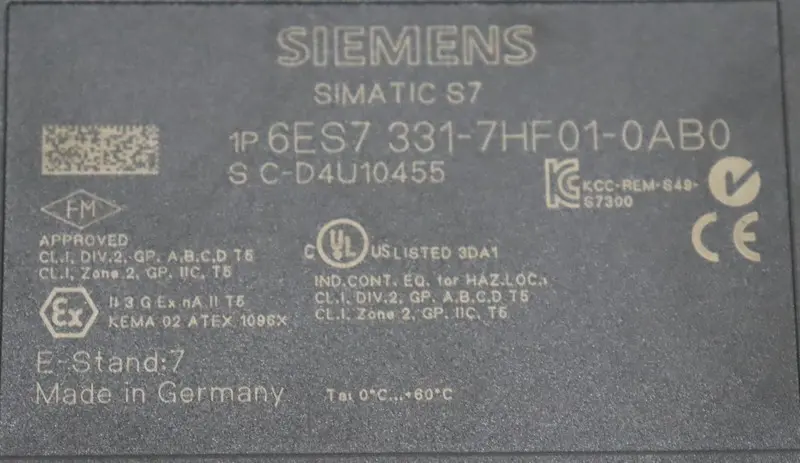 SIEMENS
SIMATIC S7
1P 6ES7 331-7HF01-0AB0
S C-D4U10455
KCC-REM-S49-
S7300
FM
APPROVED
CL.I, DIV.2, GP. A,B,C,D T5
CL.I, Zone 2, GP. IIC, T5
C UL US LISTED 3DA1
IND.CONT. EQ. for HAZ.LOC.:
CL.I, DIV.2, GP. A,B,C,D T5
CL.I, Zone 2, GP. IIC, T5
CE
Ex
II 3 G Ex nA II T5
KEMA 02 ATEX 1096X
E-Stand:7
Made in Germany
Ta: 0°C...+60°C